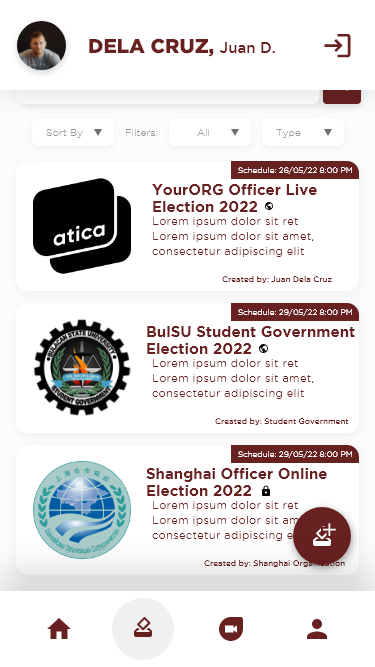 DELA CRUZ, Juan D.
Sort By ▼
Filters:
All ▼
Type ▼
Schedule: 26/05/22 8:00 PM
atica
YourORG Officer Live
Election 2022
Lorem ipsum dolor sit ret
Lorem ipsum dolor sit amet,
consectetur adipiscing elit
Created by: Juan Dela Cruz
Schedule: 29/05/22 8:00 PM
BULACAN STATE UNIVERSITY
STUDENT GOVERNMENT
BulSU Student Government
Election 2022
Lorem ipsum dolor sit ret
Lorem ipsum dolor sit amet,
consectetur adipiscing elit
Created by: Student Government
Schedule: 29/05/22 8:00 PM
上海合作组织
Shanghai Officer Online
Election 2022
Lorem ipsum dolor sit ret
Lorem ipsum dolor sit am
consectetur adipiscing e
Created by: Shanghai Organisation